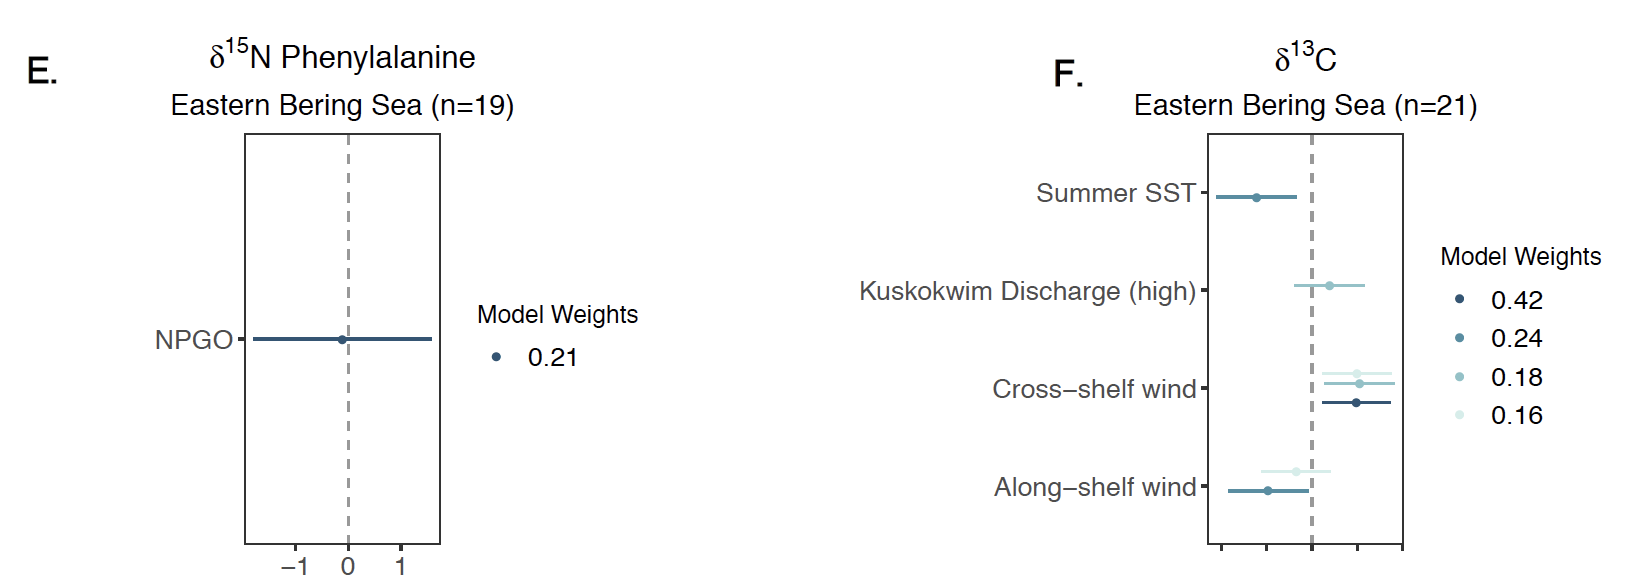 E.
δ¹⁵N Phenylalanine
Eastern Bering Sea (n=19)
NPGO
−1 0 1
Model Weights
0.21
F.
δ¹³C
Eastern Bering Sea (n=21)
Summer SST
Kuskokwim Discharge (high)
Cross−shelf wind
Along−shelf wind
Model Weights
0.42
0.24
0.18
0.16